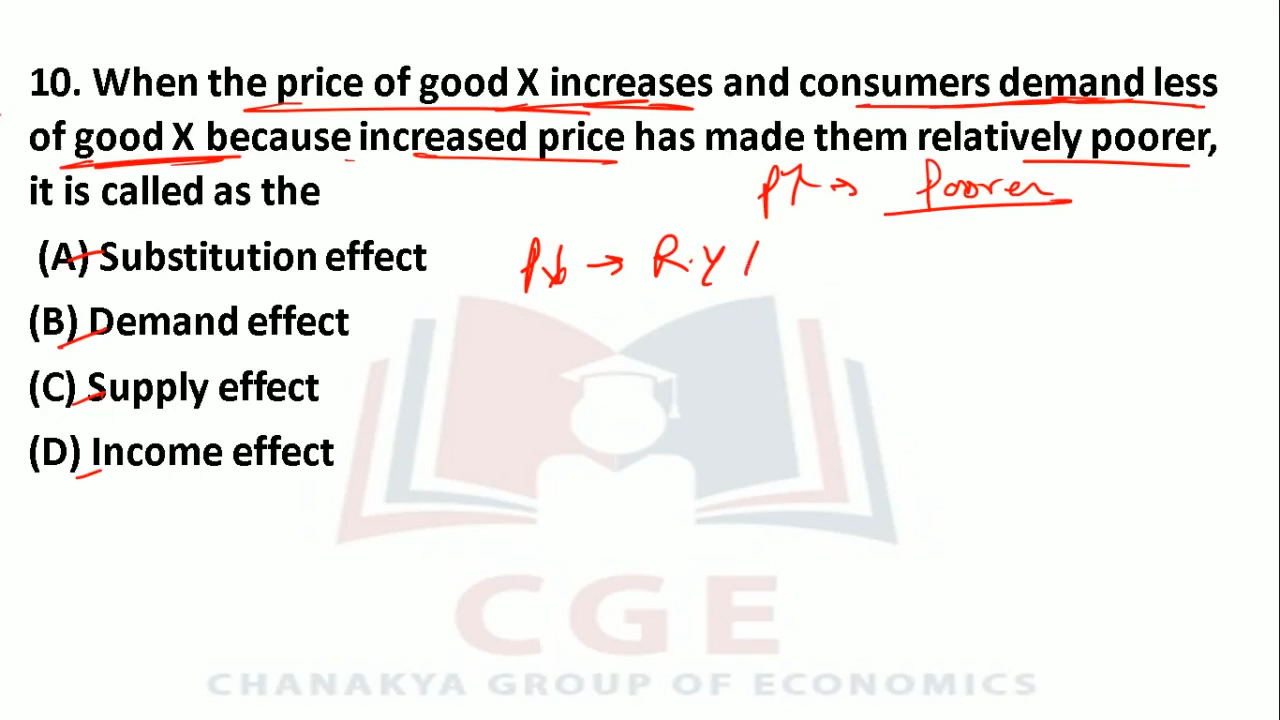 10. When the price of good X increases and consumers demand less
of good X because increased price has made them relatively poorer,
it is called as the
P↑→ Poorer
(A) Substitution effect
→ R.Y
(B) Demand effect
(C) Supply effect
(D) Income effect
CGE
CHANAKYA GROUP OF ECONOMICS